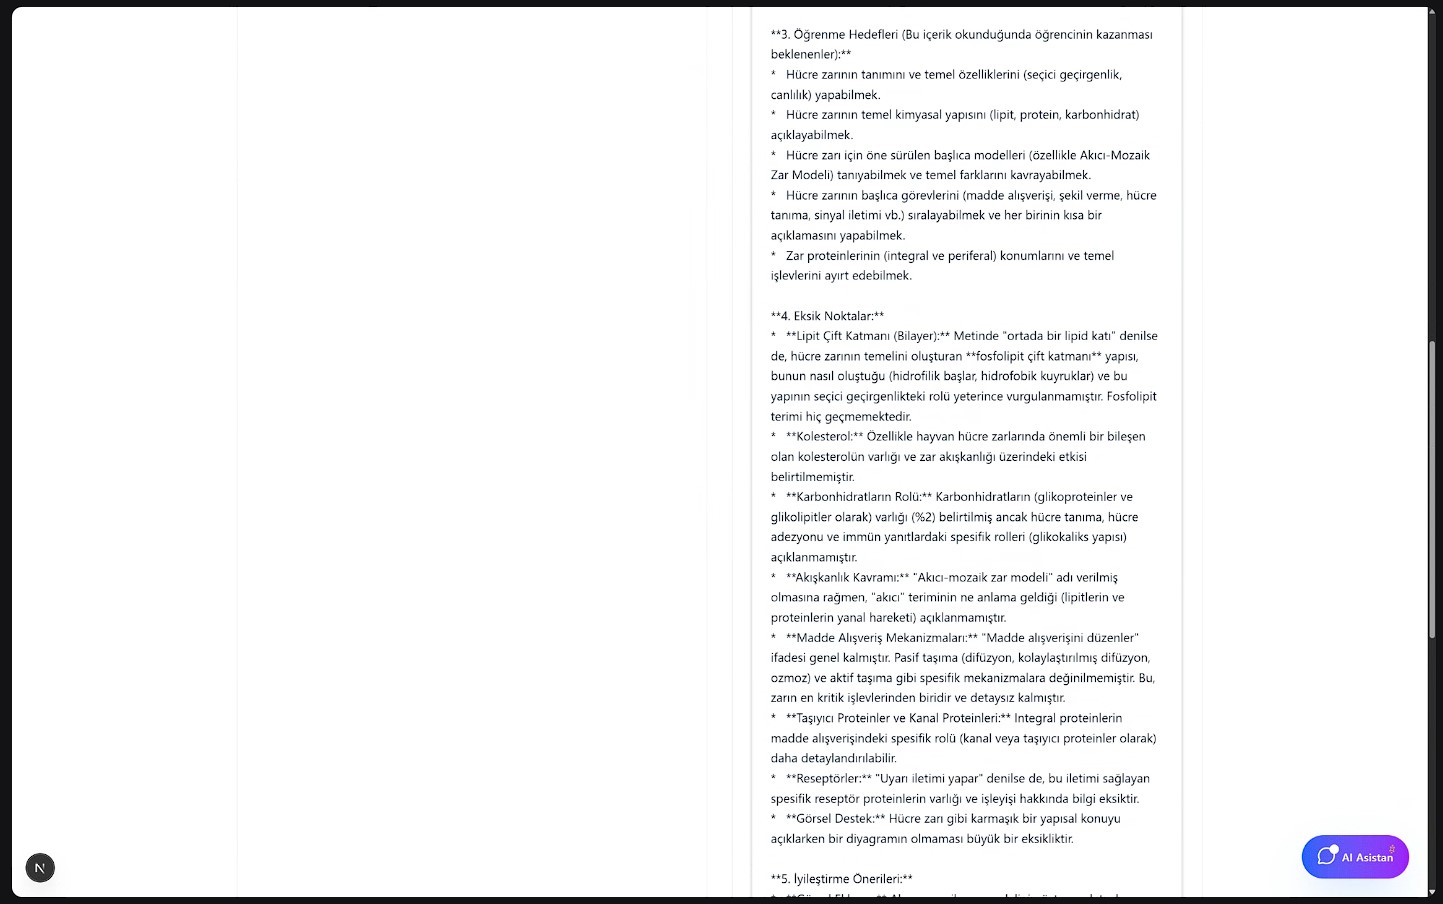 **3. Öğrenme Hedefleri (Bu içerik okunduğunda öğrencinin kazanması
beklenenler):**
* Hücre zarının tanımını ve temel özelliklerini (seçici geçirgenlik,
canlılık) yapabilmek.
* Hücre zarının temel kimyasal yapısını (lipit, protein, karbonhidrat)
açıklayabilmek.
* Hücre zarı için öne sürülen başlıca modelleri (özellikle Akıcı-Mozaik
Zar Modeli) tanıyabilmek ve temel farklarını kavrayabilmek.
* Hücre zarının başlıca görevlerini (madde alışverişi, şekil verme, hücre
tanıma, sinyal iletimi vb.) sıralayabilmek ve her birinin kısa bir
açıklamasını yapabilmek.
* Zar proteinlerinin (integral ve periferal) konumlarını ve temel
işlevlerini ayırt edebilmek.
**4. Eksik Noktalar:**
* **Lipit Çift Katmanı (Bilayer):** Metinde "ortada bir lipid katı" denilse
de, hücre zarının temelini oluşturan **fosfolipit çift katmanı** yapısı,
bunun nasıl oluştuğu (hidrofilik başlar, hidrofobik kuyruklar) ve bu
yapının seçici geçirgenlikteki rolü yeterince vurgulanmamıştır. Fosfolipit
terimi hiç geçmemektedir.
* **Kolesterol:** Özellikle hayvan hücre zarlarında önemli bir bileşen
olan kolesterolün varlığı ve zar akışkanlığı üzerindeki etkisi
belirtilmemiştir.
* **Karbonhidratların Rolü:** Karbonhidratların (glikoproteinler ve
glikolipitler olarak) varlığı (%2) belirtilmiş ancak hücre tanıma, hücre
adezyonu ve immün yanıtlardaki spesifik rolleri (glikokaliks yapısı)
açıklanmamıştır.
* **Akışkanlık Kavramı:** "Akıcı-mozaik zar modeli" adı verilmiş
olmasına rağmen, "akıcı" teriminin ne anlama geldiği (lipitlerin ve
proteinlerin yanal hareketi) açıklanmamıştır.
* **Madde Alışveriş Mekanizmaları:** "Madde alışverişini düzenler"
ifadesi genel kalmıştır. Pasif taşıma (difüzyon, kolaylaştırılmış difüzyon,
ozmoz) ve aktif taşıma gibi spesifik mekanizmalara değinilmemiştir. Bu,
zarın en kritik işlevlerinden biridir ve detaysız kalmıştır.
* **Taşıyıcı Proteinler ve Kanal Proteinleri:** Integral proteinlerin
madde alışverişindeki spesifik rolü (kanal veya taşıyıcı proteinler olarak)
daha detaylandırılabilir.
* **Reseptörler:** "Uyarı iletimi yapar" denilse de, bu iletimi sağlayan
spesifik reseptör proteinlerin varlığı ve işleyişi hakkında bilgi eksiktir.
* **Görsel Destek:** Hücre zarı gibi karmaşık bir yapısal konuyu
açıklarken bir diyagramın olmaması büyük bir eksikliktir.
**5. İyileştirme Önerileri:**
N
AI Asistan